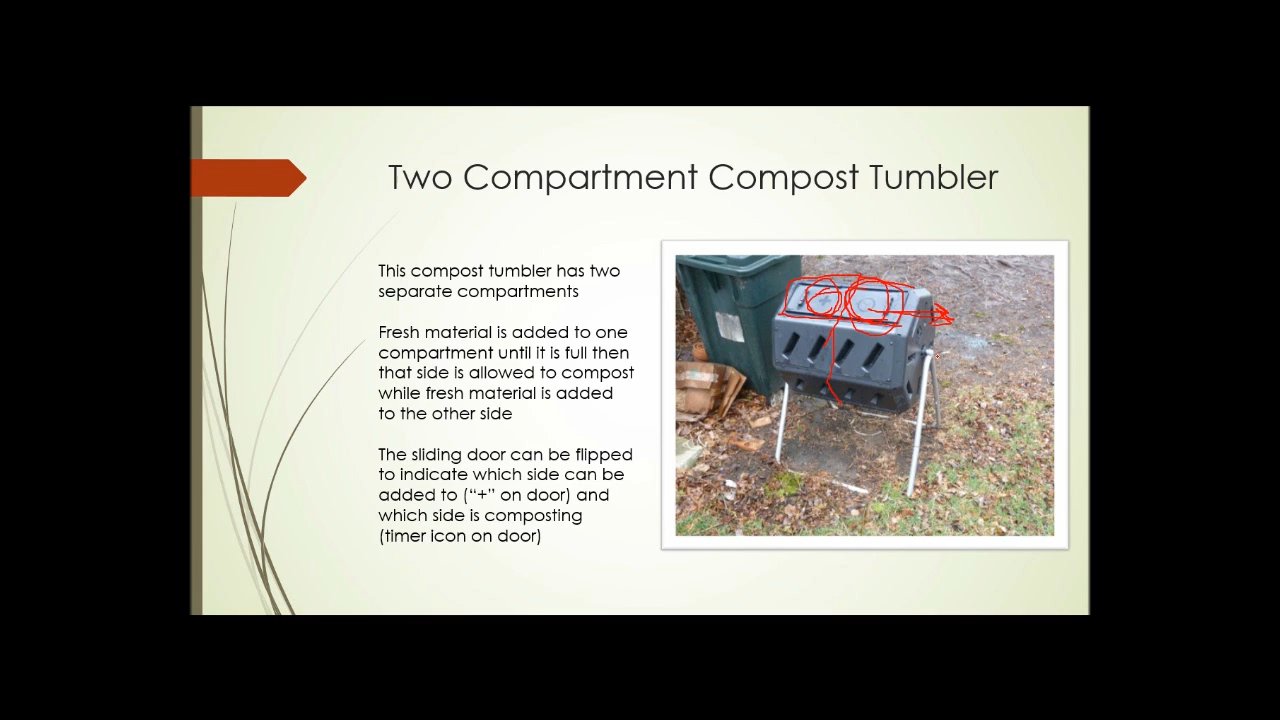 Two Compartment Compost Tumbler
This compost tumbler has two
separate compartments
Fresh material is added to one
compartment until it is full then
that side is allowed to compost
while fresh material is added
to the other side
The sliding door can be flipped
to indicate which side can be
added to (“+” on door) and
which side is composting
(timer icon on door)